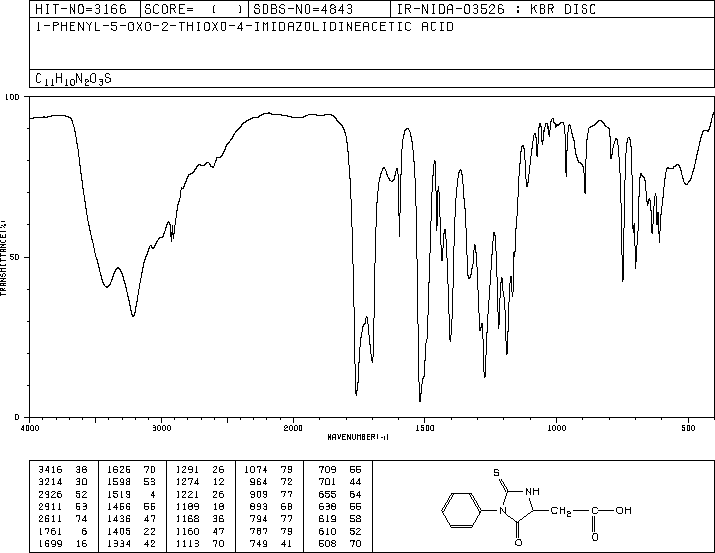 HIT-NO=3166 SCORE= ( ) SDBS-NO=4843 IR-NIDA-03526 : KBR DISC
1-PHENYL-5-OXO-2-THIOXO-4-IMIDAZOLIDINEACETIC ACID
C11H10N2O3S
100
50
0
TRANSMITTANCE(%)
4000 3000 2000 1500 1000 500
WAVENUMBER(-1)
3416 38 1625 70 1291 26 1074 79 709 55
3214 30 1598 53 1274 12 964 72 701 44
2926 52 1519 4 1221 26 909 77 655 64
2911 53 1456 55 1189 18 893 68 638 55
2611 74 1436 47 1168 36 794 77 619 58
1761 6 1405 22 1160 47 787 79 610 52
1699 16 1334 42 1113 70 749 41 508 70
S
NH
N
CH2 C OH
O O